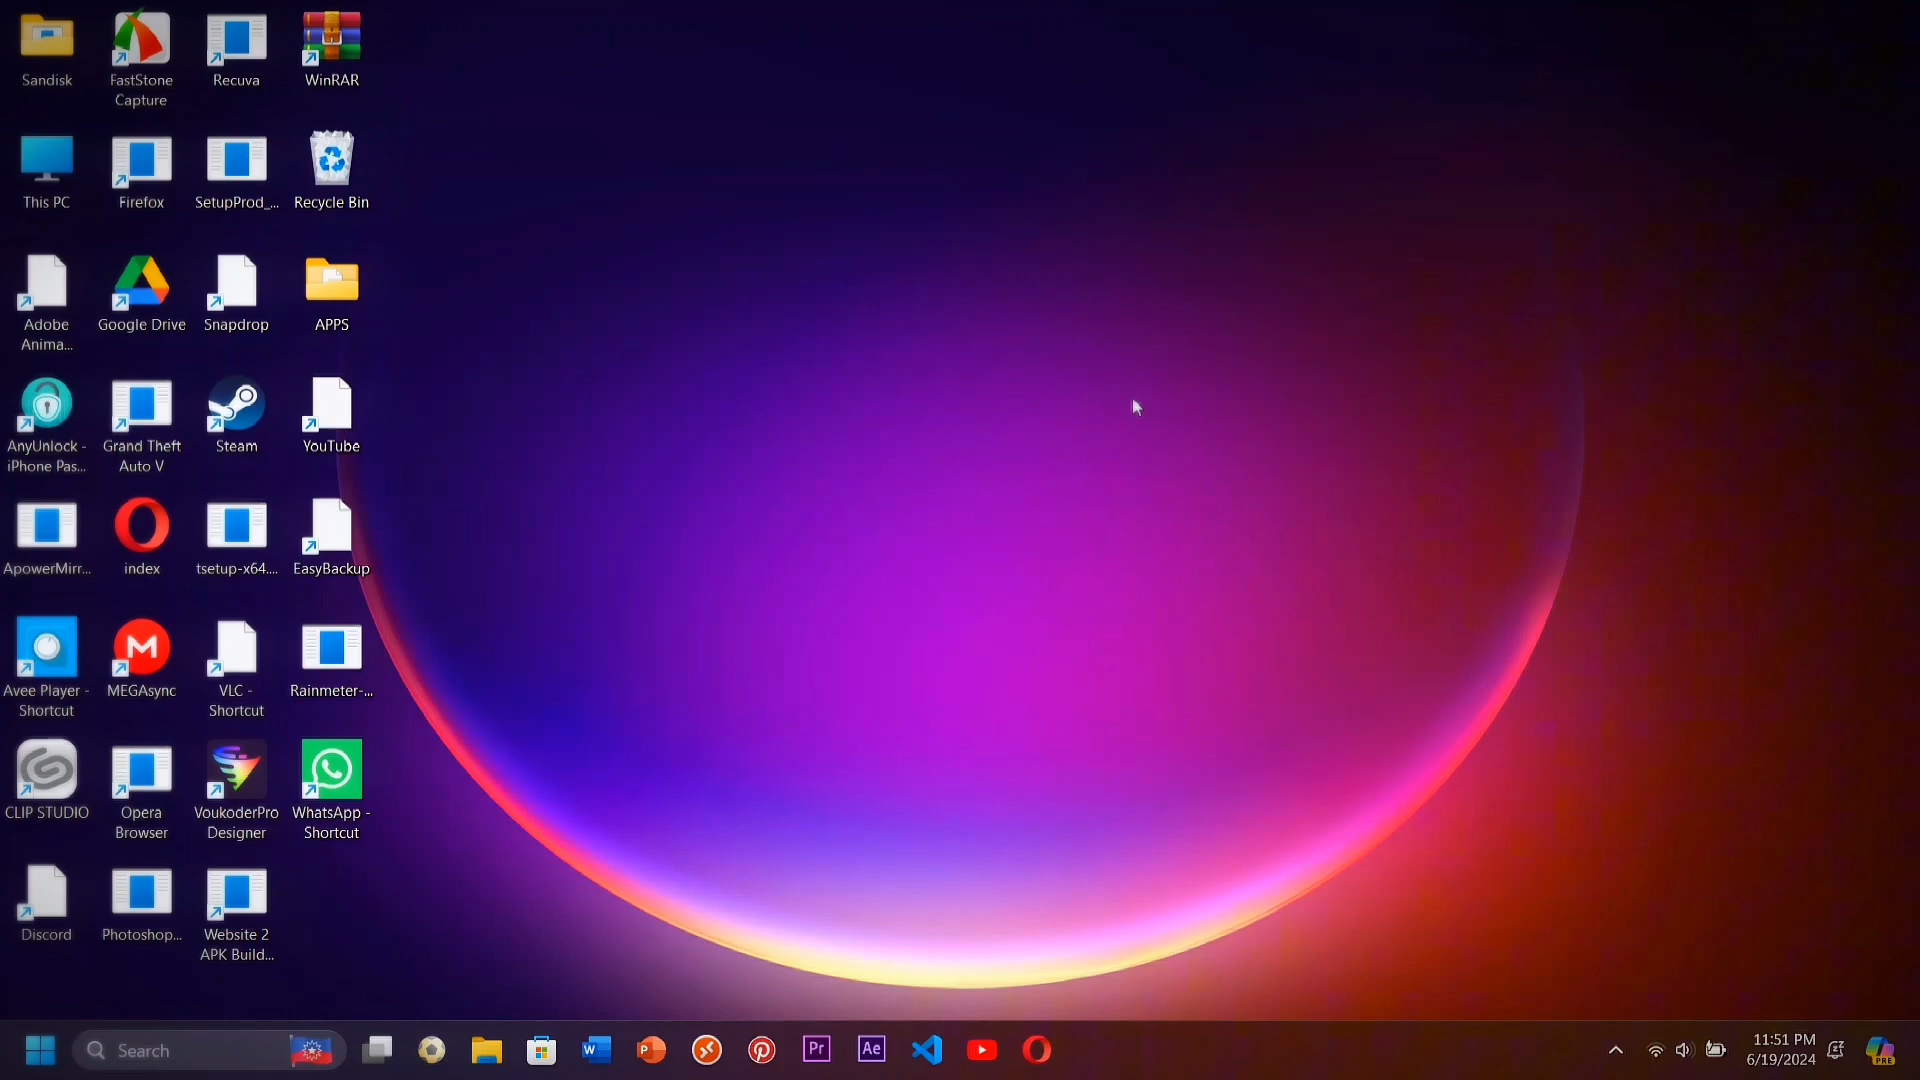 Sandisk
FastStone
Capture
Recuva
WinRAR
This PC
Firefox
SetupProd_...
Recycle Bin
Adobe
Anima...
Google Drive
Snapdrop
APPS
AnyUnlock -
iPhone Pas...
Grand Theft
Auto V
Steam
YouTube
ApowerMirr...
index
tsetup-x64....
EasyBackup
Avee Player -
Shortcut
MEGAsync
VLC -
Shortcut
Rainmeter-...
CLIP STUDIO
Opera
Browser
VoukoderPro
Designer
WhatsApp -
Shortcut
Discord
Photoshop...
Website 2
APK Build...
Search
W
P
Pr
Ae
11:51 PM
6/19/2024
PRE